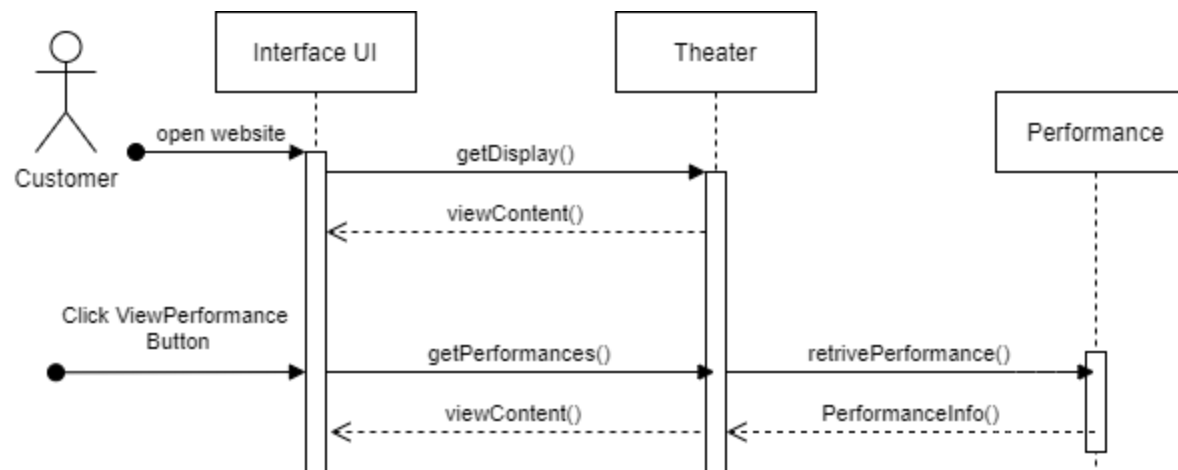 Interface UI
Theater
Performance
Customer
open website
getDisplay()
viewContent()
Click ViewPerformance
Button
getPerformances()
retrivePerformance()
viewContent()
PerformanceInfo()